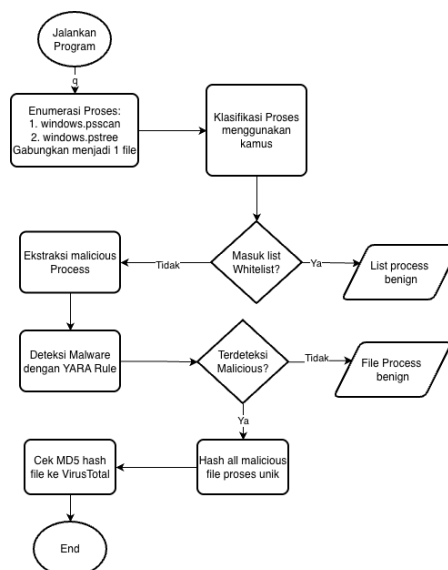 Jalankan
Program
q
Enumerasi Proses:
1. windows.psscan
2. windows.pstree
Gabungkan menjadi 1 file
Klasifikasi Proses
menggunakan
kamus
Masuk list
Whitelist?
Ya
List process
benign
Tidak
Ekstraksi malicious
Process
Deteksi Malware
dengan YARA Rule
Terdeteksi
Malicious?
Tidak
File Process
benign
Ya
Hash all malicious
file proses unik
Cek MD5 hash
file ke VirusTotal
End